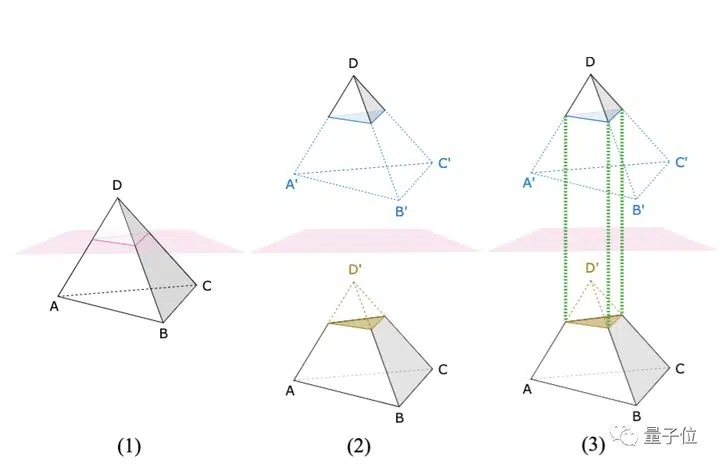 D
A
B
C
(1)
D
A'
B'
C'
D'
A
B
C
(2)
D
A'
B'
C'
D'
A
B
C
(3)
量子位